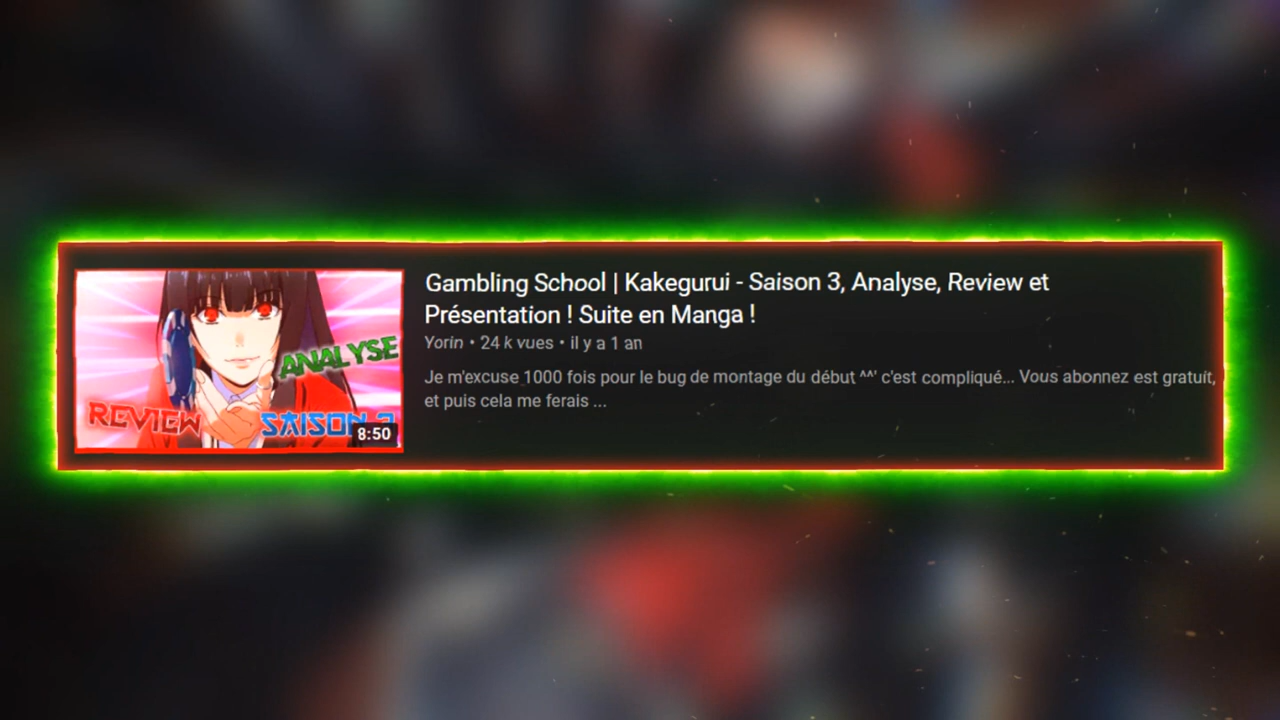 Gambling School | Kakegurui - Saison 3, Analyse, Review et
Présentation ! Suite en Manga !
Yorin • 24 k vues • il y a 1 an
Je m'excuse 1000 fois pour le bug de montage du début ^^' c'est compliqué... Vous abonnez est gratuit,
et puis cela me ferais ...
ANALYSE
REVIEW
SAISON
8:50